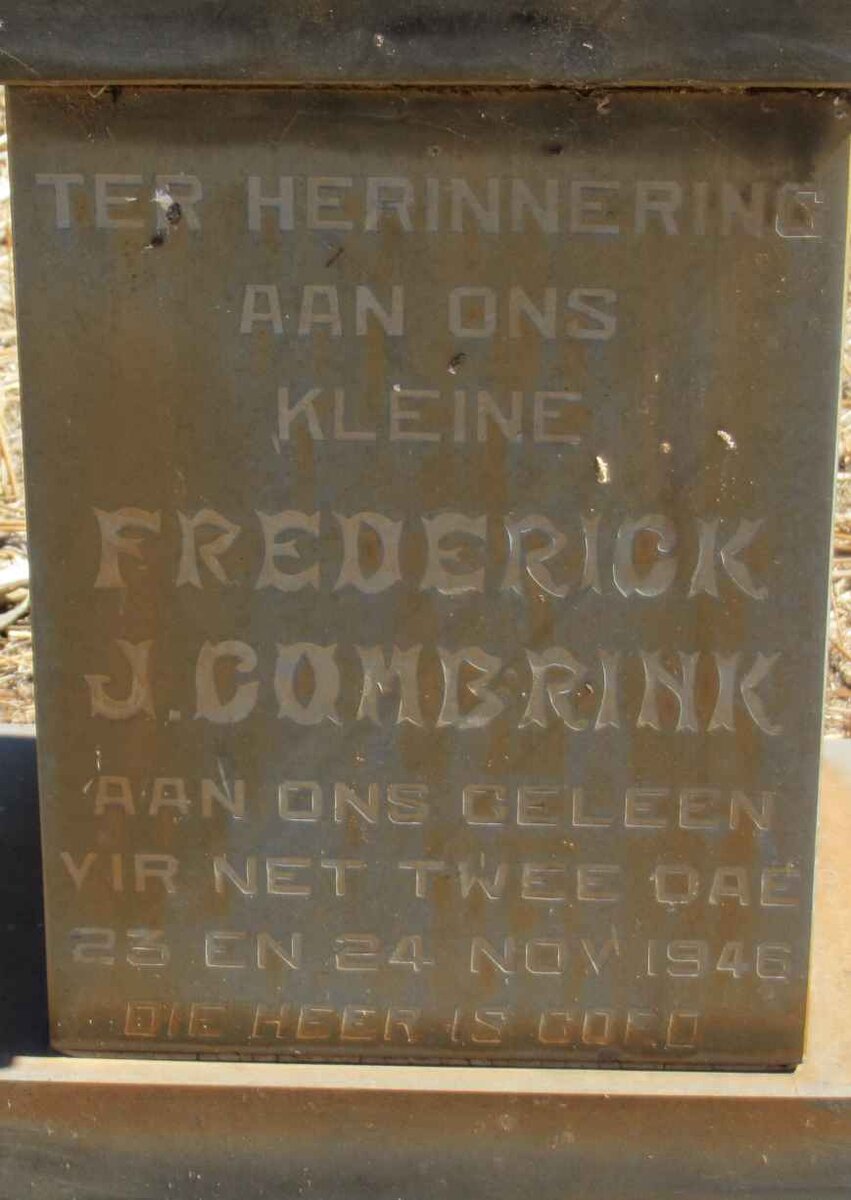 TER HERINNERING
AAN ONS
KLEINE
FREDERICK
J. COMBRINK
AAN ONS GELEEN
VIR NET TWEE DAE
23 EN 24 NOV 1946
DIE HEER IS GOED